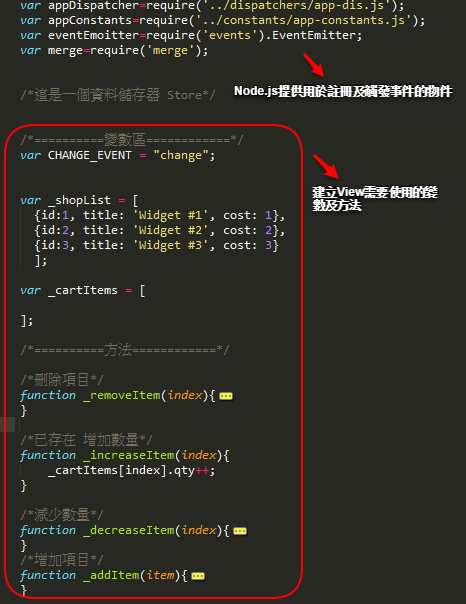 var appDispatcher=require('../dispatchers/app-dis.js');
var appConstants=require('../constants/app-constants.js');
var eventEmoitter=require('events').EventEmitter;
var merge=require('merge');
/*這是一個資料儲存器 Store*/
Node.js提供用於註冊及觸發事件的物件
/*==========變數區============*/
var CHANGE_EVENT = "change";
建立View需要使用的變
數及方法
var _shopList = [
{id:1, title: 'Widget #1', cost: 1},
{id:2, title: 'Widget #2', cost: 2},
{id:3, title: 'Widget #3', cost: 3}
];
var _cartItems = [
];
/*==========方法============*/
/*刪除項目*/
function _removeItem(index){
}
/*已存在 增加數量*/
function _increaseItem(index){
_cartItems[index].qty++;
}
/*減少數量*/
function _decreaseItem(index){
}
/*增加項目*/
function _addItem(item){
}